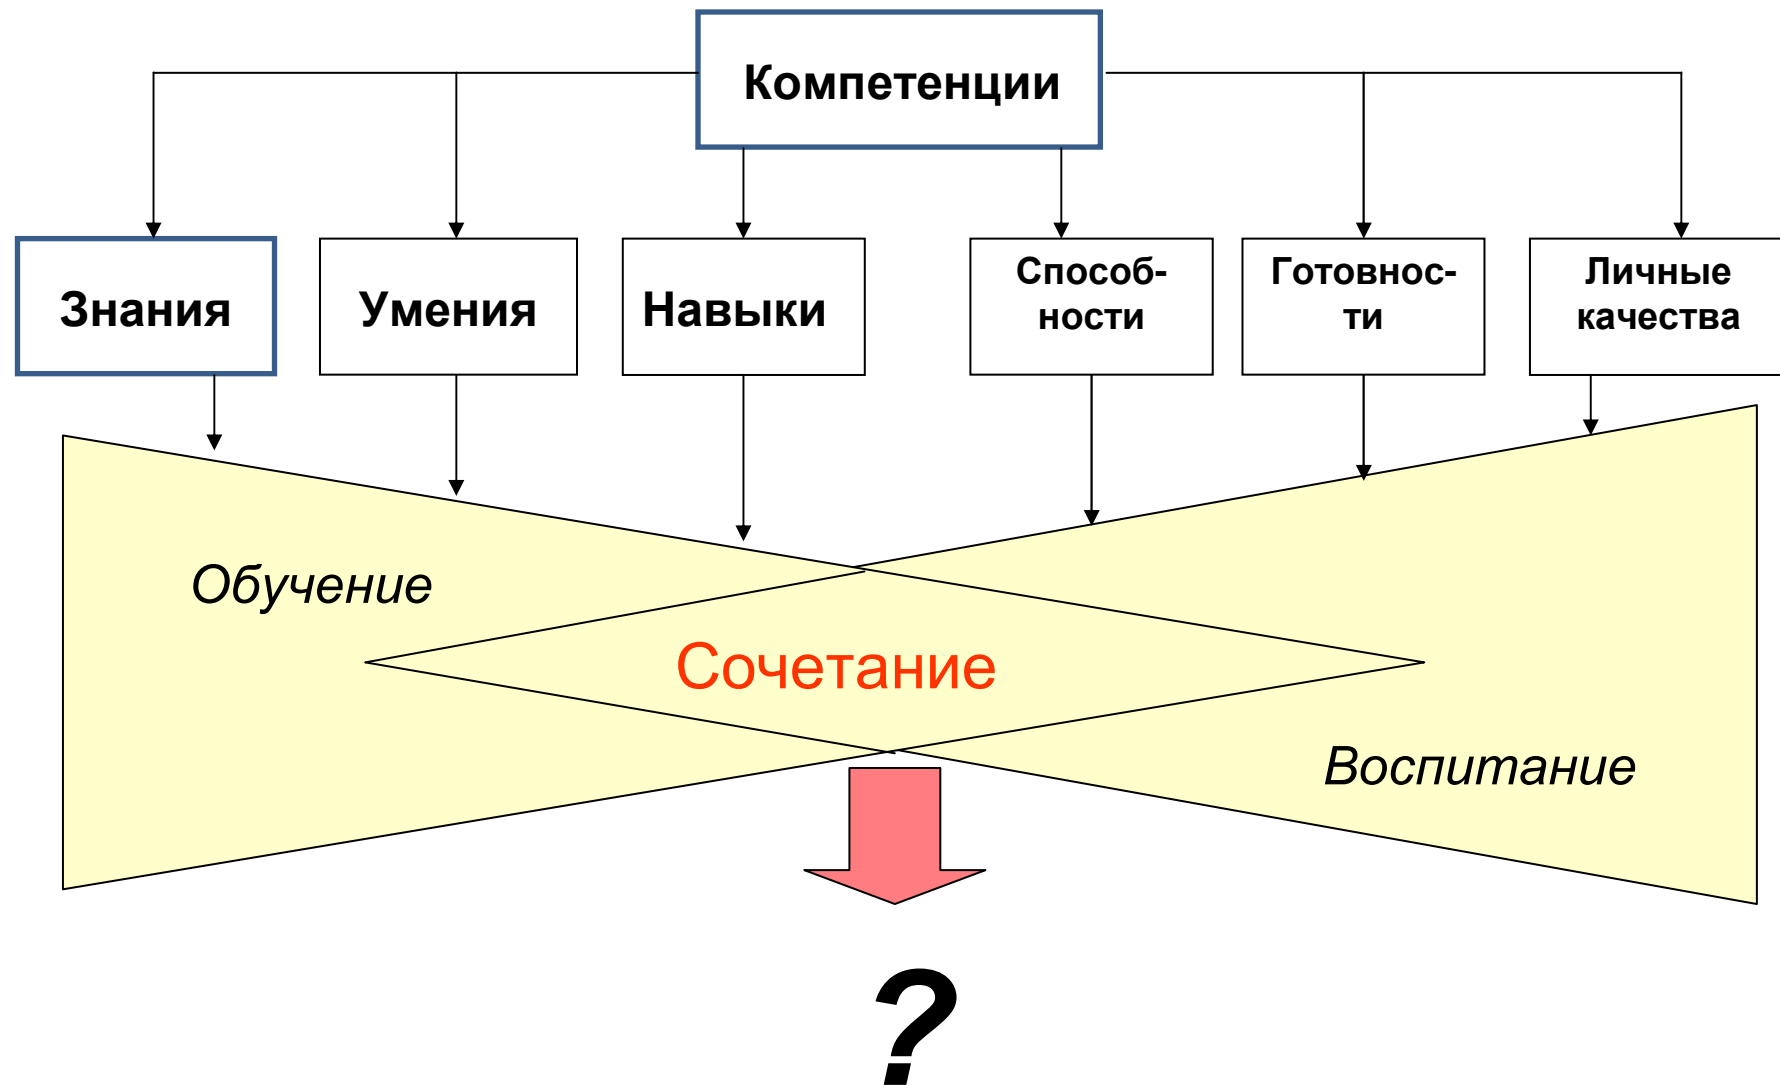 Компетенции
Знания
Умения
Навыки
Способ-
ности
Готовнос-
ти
Личные
качества
Обучение
Сочетание
Воспитание
?